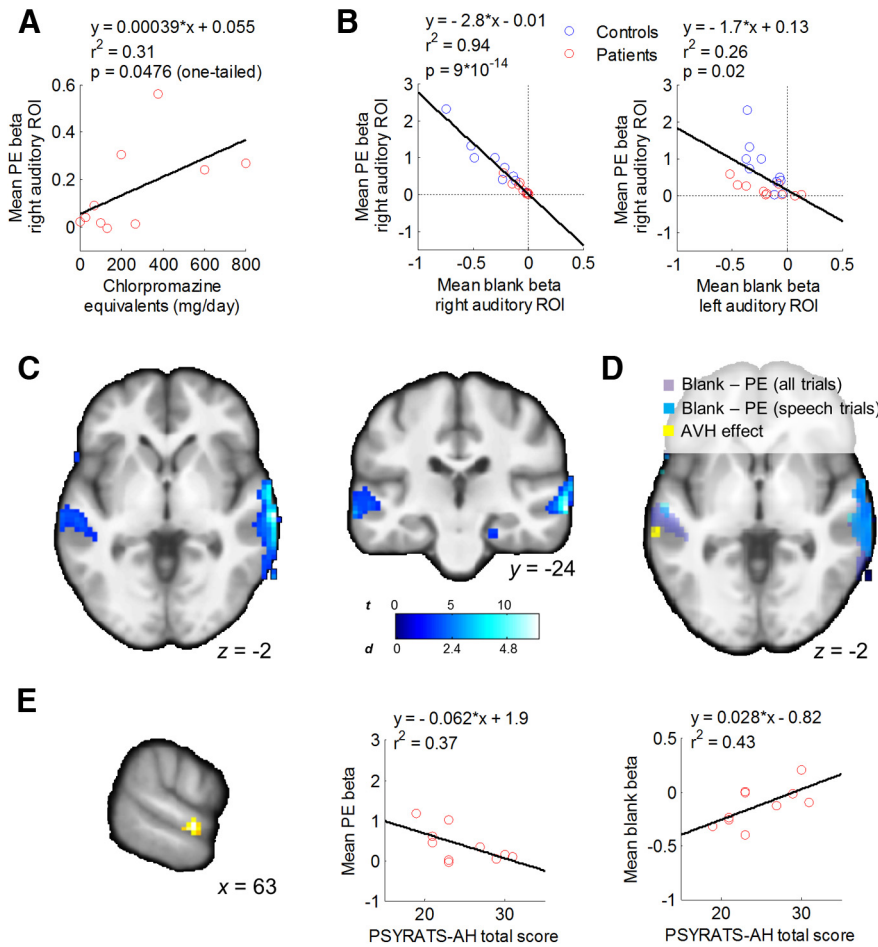 A
y = 0.00039*x + 0.055
r2 = 0.31
p = 0.0476 (one-tailed)
Mean PE beta
right auditory ROI
0.6
0.4
0.2
0
0 200 400 600 800
Chlorpromazine
equivalents (mg/day)
B
y = - 2.8*x - 0.01
r2 = 0.94
p = 9*10-14
Controls
Patients
Mean PE beta
right auditory ROI
3
2
1
0
-1
-1 -0.5 0 0.5
Mean blank beta
right auditory ROI
y = - 1.7*x + 0.13
r2 = 0.26
p = 0.02
Mean PE beta
right auditory ROI
3
2
1
0
-1
-1 -0.5 0 0.5
Mean blank beta
left auditory ROI
C
z = -2
y = -24
t 0 5 10
d 0 2.4 4.8
D
Blank – PE (all trials)
Blank – PE (speech trials)
AVH effect
z = -2
E
x = 63
y = - 0.062*x + 1.9
r2 = 0.37
Mean PE beta
3
2
1
0
-1
20 30
PSYRATS-AH total score
y = 0.028*x - 0.82
r2 = 0.43
Mean blank beta
0.5
0
-0.5
-1
20 30
PSYRATS-AH total score